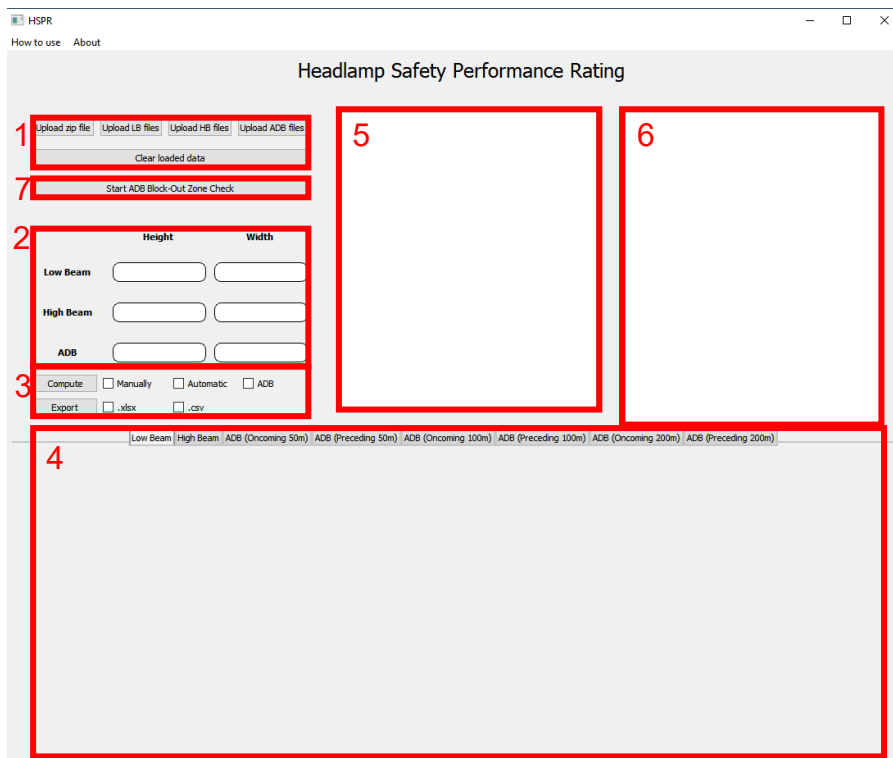 HSPR
How to use About
Headlamp Safety Performance Rating
1 Upload zip file Upload LB files Upload HB files Upload ADB files
Clear loaded data
7 Start ADB Block-Out Zone Check
5
6
2 Height Width
Low Beam
High Beam
ADB
3 Compute Manually Automatic ADB
Export .xlsx .csv
Low Beam High Beam ADB (Oncoming 50m) ADB (Preceding 50m) ADB (Oncoming 100m) ADB (Preceding 100m) ADB (Oncoming 200m) ADB (Preceding 200m)
4